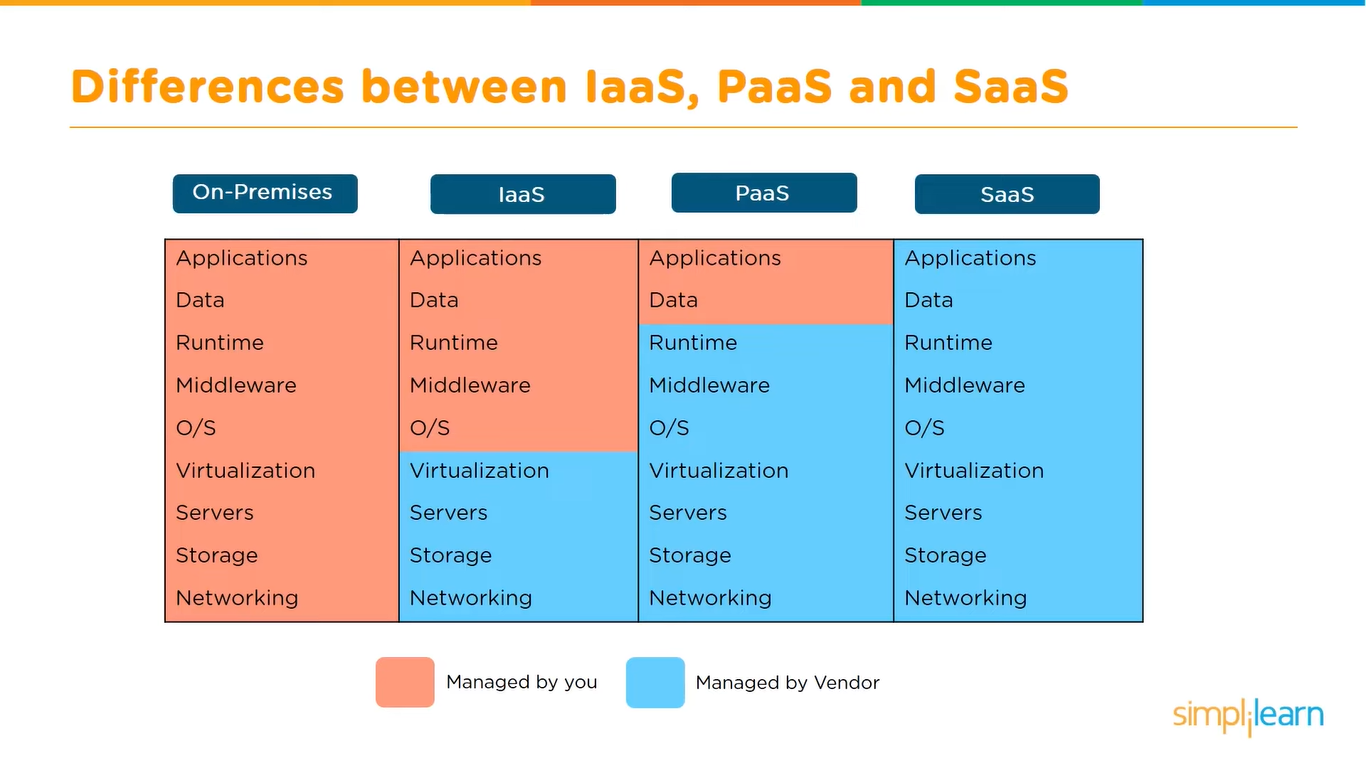 Differences between IaaS, PaaS and SaaS
On-Premises IaaS PaaS SaaS
Applications Applications Applications Applications
Data Data Data Data
Runtime Runtime Runtime Runtime
Middleware Middleware Middleware Middleware
O/S O/S O/S O/S
Virtualization Virtualization Virtualization Virtualization
Servers Servers Servers Servers
Storage Storage Storage Storage
Networking Networking Networking Networking
Managed by you Managed by Vendor
simplilearn